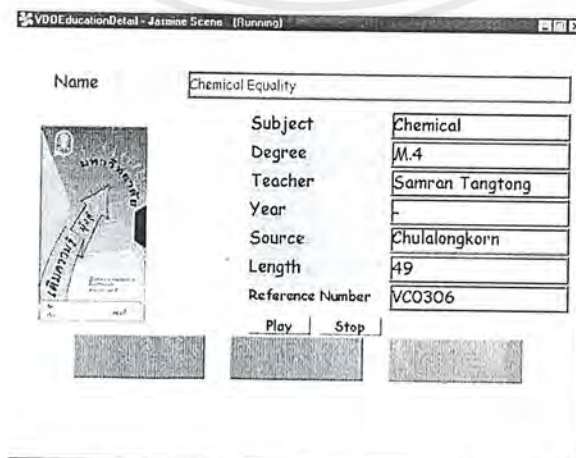 VDOEducationDetail - Jasmine Scene (Running)
Name Chemical Equality
Subject Chemical
Degree M.4
Teacher Samran Tangtong
Year -
Source Chulalongkorn
Length 49
Reference Number VC0306
Play Stop